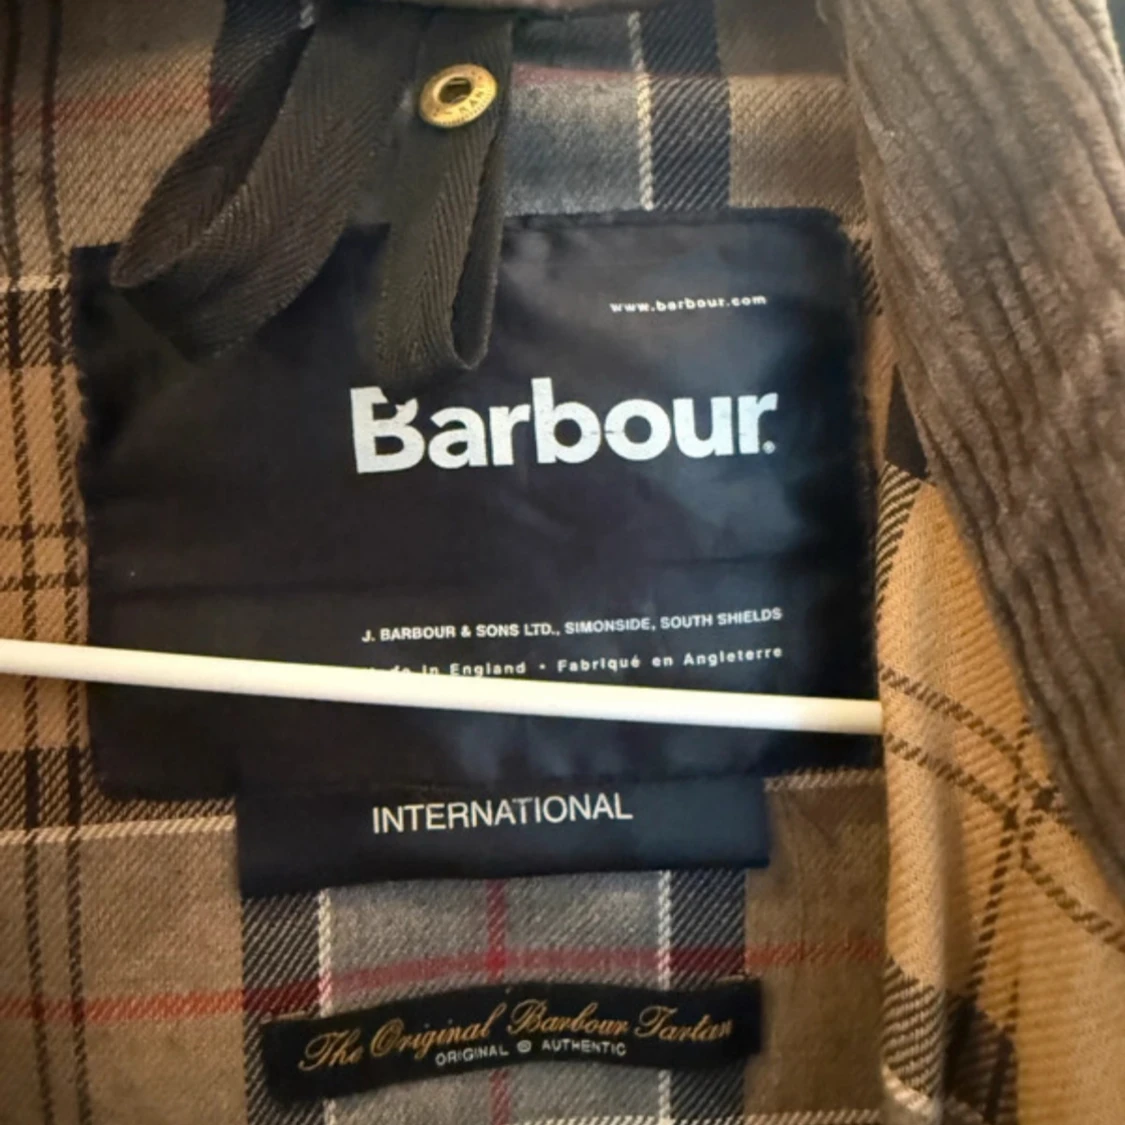 www.barbour.com
Barbour®
J. BARBOUR & SONS LTD., SIMONSIDE, SOUTH SHIELDS
in England • Fabriqué en Angleterre
INTERNATIONAL
The Original Barbour Tartan
ORIGINAL @ AUTHENTIC